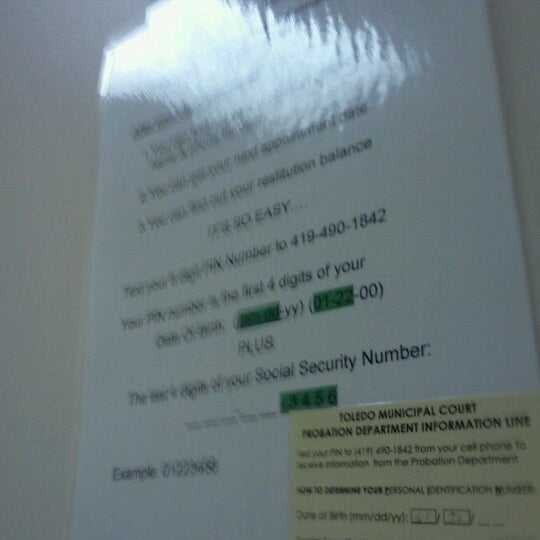 After you
1. You can
2. You can get your next appointment date
3. You can find out your restitution balance
IT'S SO EASY....
Text your 8 digit PIN Number to 419-490-1842
Your PIN number is the first 4 digits of your
Date Of Birth. (mm-dd-yy) (01-22-00)
PLUS
The last 4 digits of your Social Security Number:
3456
Example 01223456
TOLEDO MUNICIPAL COURT
PROBATION DEPARTMENT INFORMATION LINE
Text your PIN to (419) 490-1842 from your cell phone to
receive information from the Probation Department
HOW TO DETERMINE YOUR PERSONAL IDENTIFICATION NUMBER:
Date of Birth (mm/dd/yy):